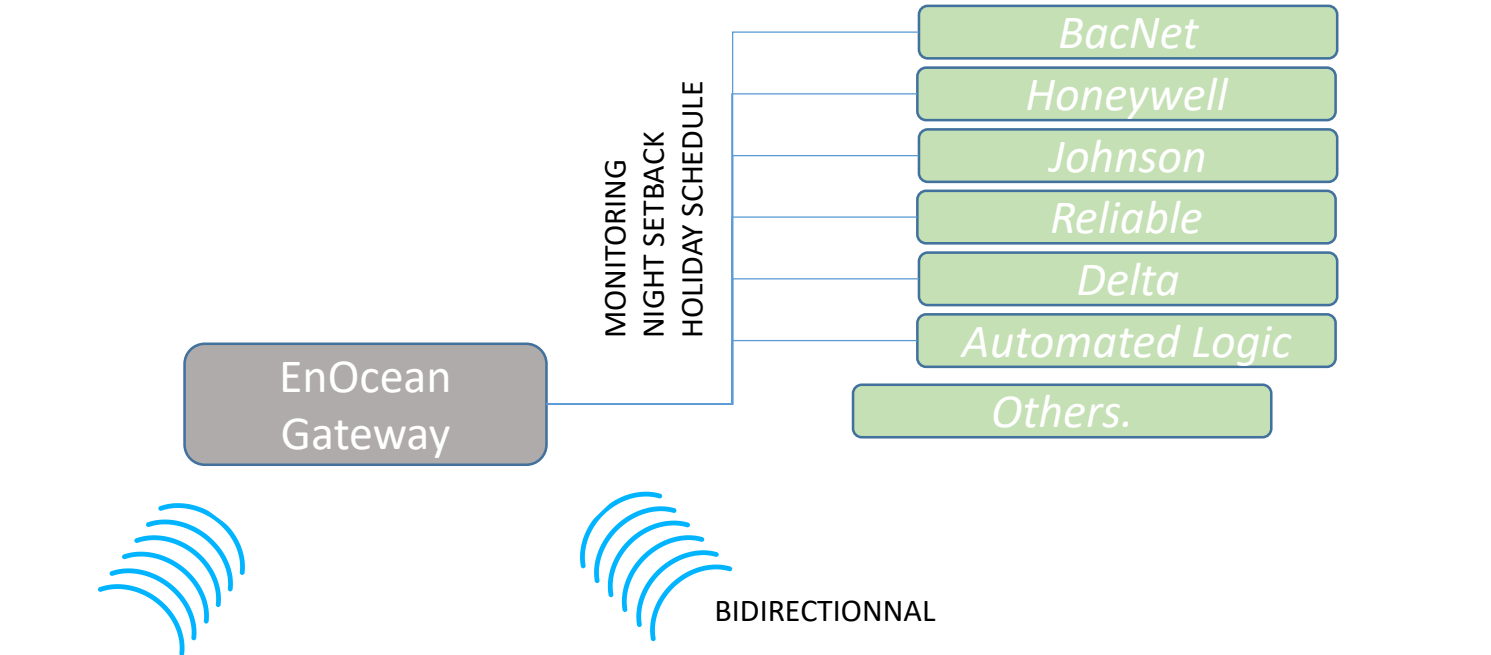 BacNet
Honeywell
Johnson
Reliable
Delta
Automated Logic
Others.
MONITORING
NIGHT SETBACK
HOLIDAY SCHEDULE
EnOcean
Gateway
BIDIRECTIONNAL